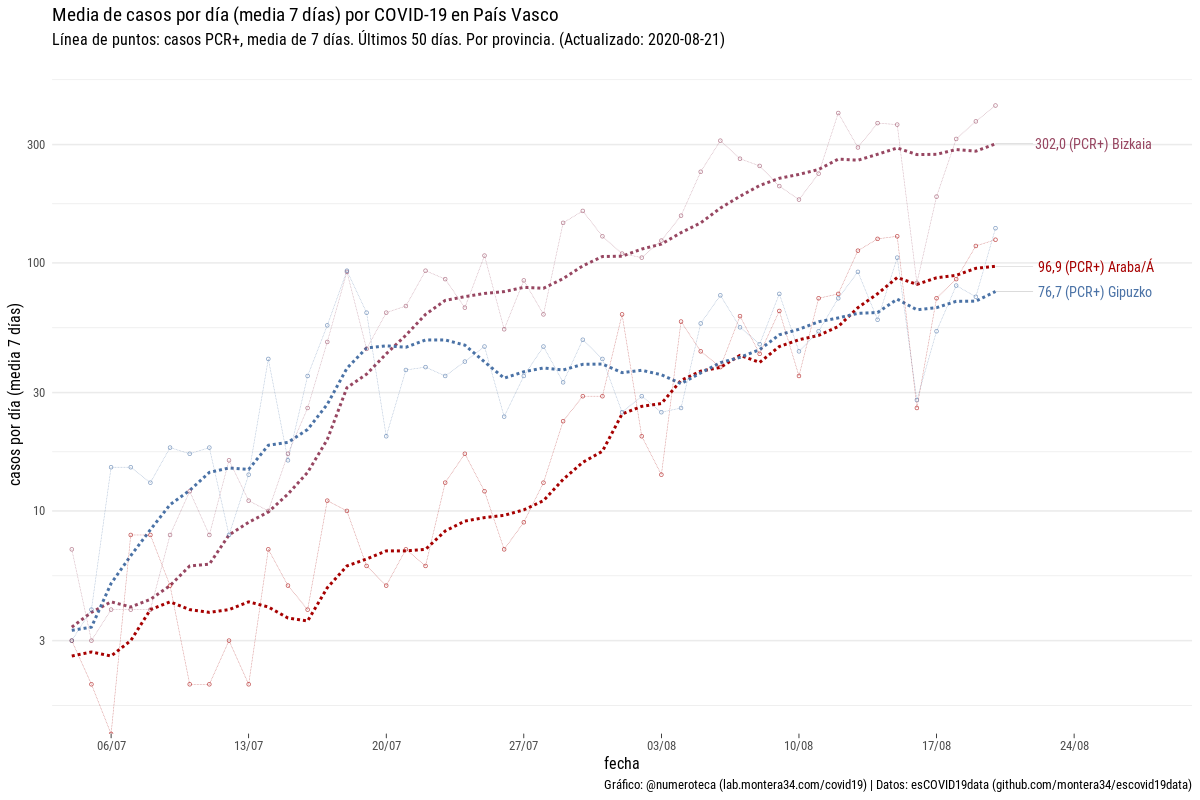 Media de casos por día (media 7 días) por COVID-19 en País Vasco
Línea de puntos: casos PCR+, media de 7 días. Últimos 50 días. Por provincia. (Actualizado: 2020-08-21)
casos por día (media 7 días)
300
100
30
10
3
302,0 (PCR+) Bizkaia
96,9 (PCR+) Araba/Á
76,7 (PCR+) Gipuzko
06/07
13/07
20/07
27/07
03/08
10/08
17/08
24/08
fecha
Gráfico: @numeroteca (lab.montera34.com/covid19) | Datos: esCOVID19data (github.com/montera34/escovid19data)